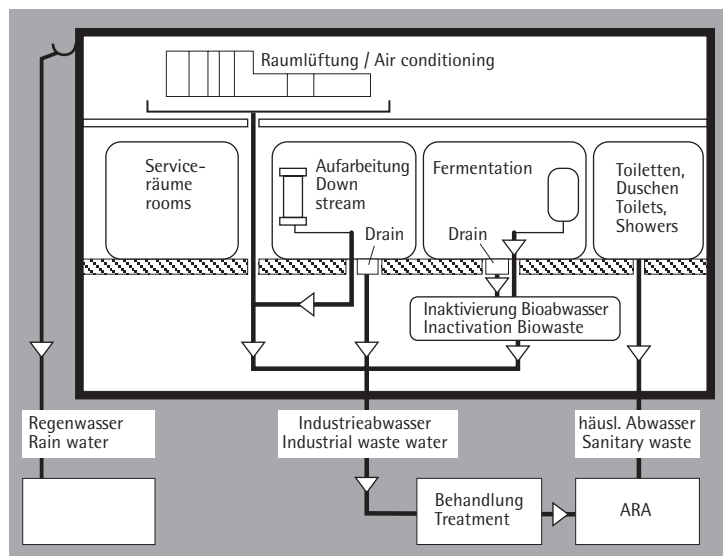 Raumlüftung / Air conditioning
Service-
räume
rooms
Aufarbeitung
Down
stream
Drain
Fermentation
Drain
Toiletten,
Duschen
Toilets,
Showers
Inaktivierung Bioabwasser
Inactivation Biowaste
Regenwasser
Rain water
Industrieabwasser
Industrial waste water
häusl. Abwasser
Sanitary waste
Behandlung
Treatment
ARA